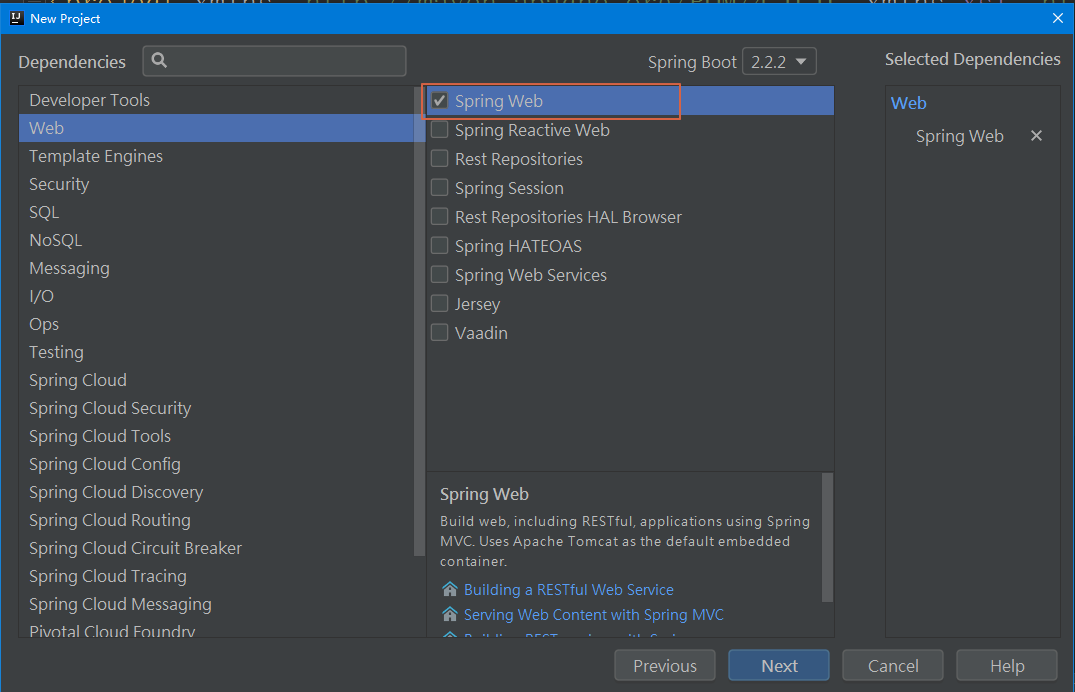 New Project
Dependencies
Spring Boot 2.2.2
Selected Dependencies
Developer Tools
Web
Template Engines
Security
SQL
NoSQL
Messaging
I/O
Ops
Testing
Spring Cloud
Spring Cloud Security
Spring Cloud Tools
Spring Cloud Config
Spring Cloud Discovery
Spring Cloud Routing
Spring Cloud Circuit Breaker
Spring Cloud Tracing
Spring Cloud Messaging
Pivotal Cloud Foundry
Spring Web
Spring Reactive Web
Rest Repositories
Spring Session
Rest Repositories HAL Browser
Spring HATEOAS
Spring Web Services
Jersey
Vaadin
Spring Web
Build web, including RESTful, applications using Spring
MVC. Uses Apache Tomcat as the default embedded
container.
Building a RESTful Web Service
Serving Web Content with Spring MVC
Web
Spring Web
Previous
Next
Cancel
Help